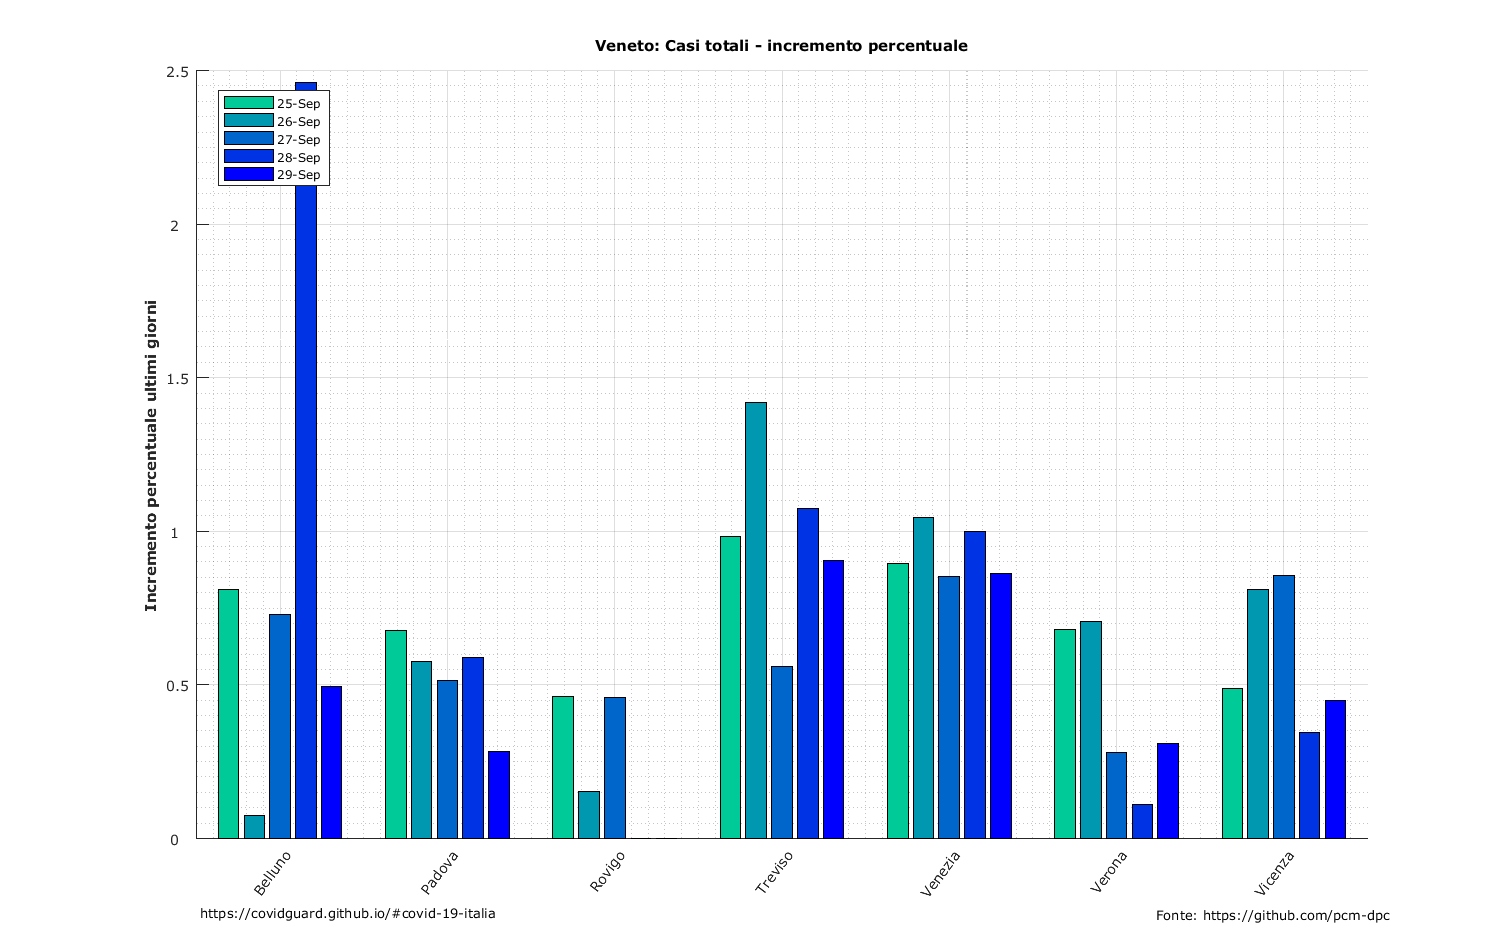 Veneto: Casi totali - incremento percentuale
Incremento percentuale ultimi giorni
2.5
2
1.5
1
0.5
0
25-Sep
26-Sep
27-Sep
28-Sep
29-Sep
Belluno
Padova
Rovigo
Treviso
Venezia
Verona
Vicenza
https://covidguard.github.io/#covid-19-italia
Fonte: https://github.com/pcm-dpc